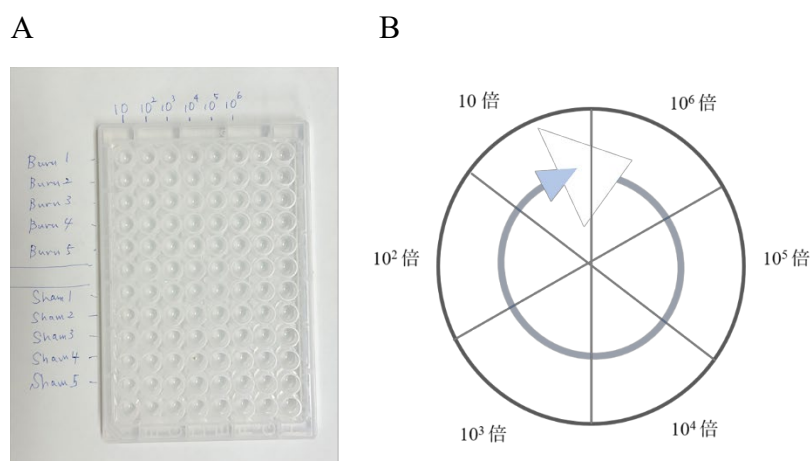 A
B
10 10² 10³ 10⁴ 10⁵ 10⁶
Burn 1
Burn 2
Burn 3
Burn 4
Burn 5
Sham 1
Sham 2
Sham 3
Sham 4
Sham 5
10 倍
10⁶ 倍
10² 倍
10⁵ 倍
10³ 倍
10⁴ 倍